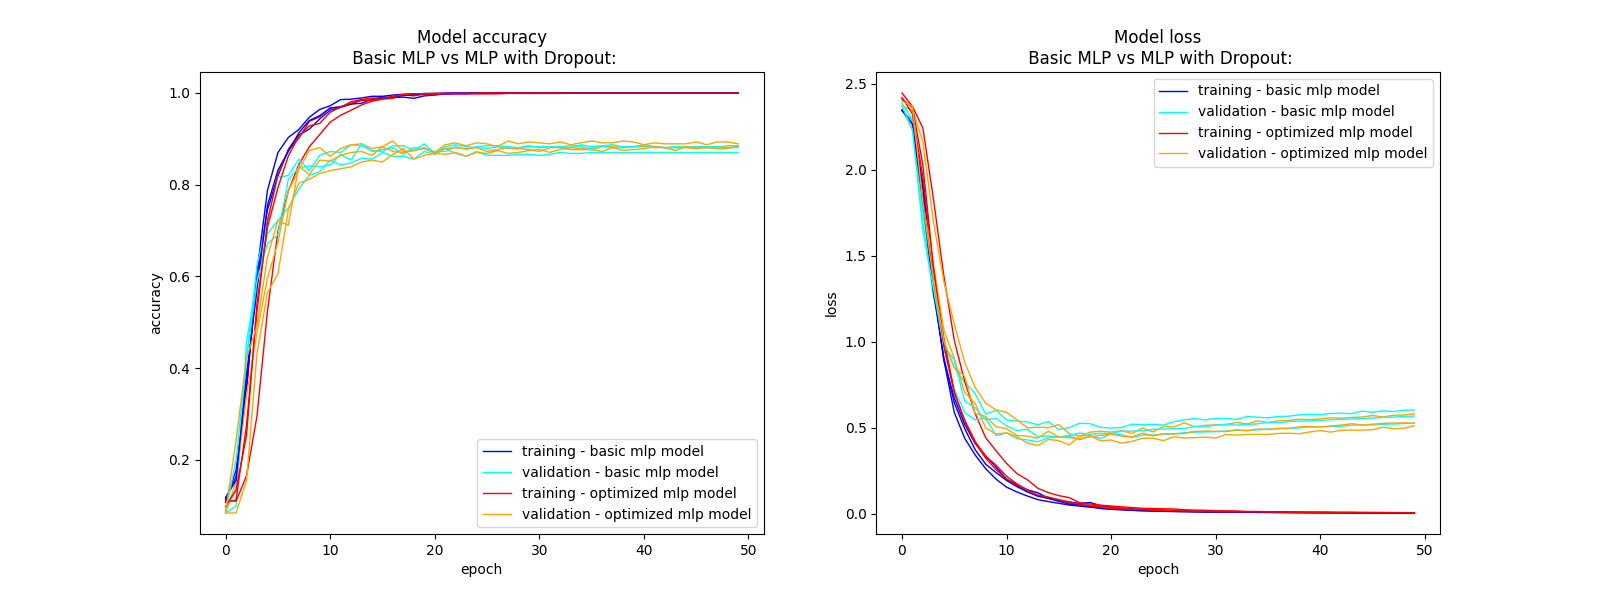 Model accuracy
Basic MLP vs MLP with Dropout:
1.0
0.8
0.6
0.4
0.2
accuracy
training - basic mlp model
validation - basic mlp model
training - optimized mlp model
validation - optimized mlp model
0 10 20 30 40 50
epoch
Model loss
Basic MLP vs MLP with Dropout:
2.5
2.0
1.5
1.0
0.5
0.0
loss
training - basic mlp model
validation - basic mlp model
training - optimized mlp model
validation - optimized mlp model
0 10 20 30 40 50
epoch